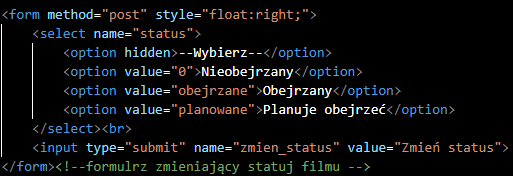 <form method="post" style="float:right;">
<select name="status">
<option hidden>--Wybierz--</option>
<option value="0">Nieobejrzany</option>
<option value="obejrzane">Obejrzany</option>
<option value="planowane">Planuje obejrzeć</option>
</select><br>
<input type="submit" name="zmien_status" value="Zmień status">
</form><!--formulrz zmieniający statuj filmu -->